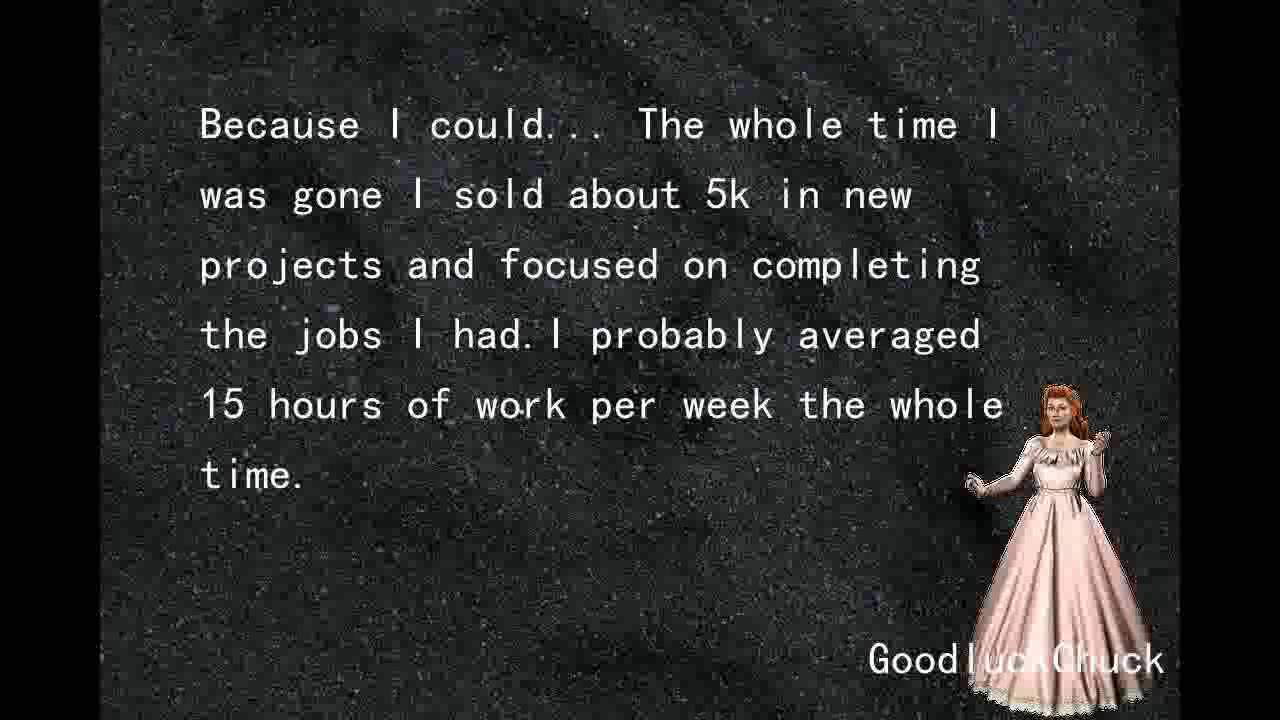 Because I could... The whole time I
was gone I sold about 5k in new
projects and focused on completing
the jobs I had.I probably averaged
15 hours of work per week the whole
time.
GoodluckChuck